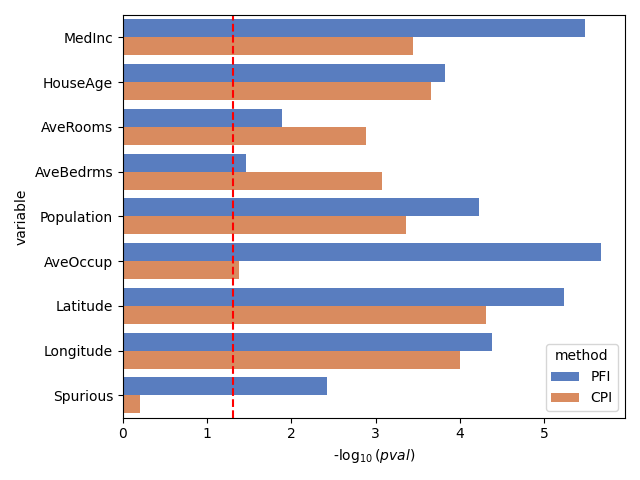 MedInc
HouseAge
AveRooms
AveBedrms
Population
AveOccup
Latitude
Longitude
Spurious
variable
0 1 2 3 4 5
-log₁₀(pval)
method
PFI
CPI